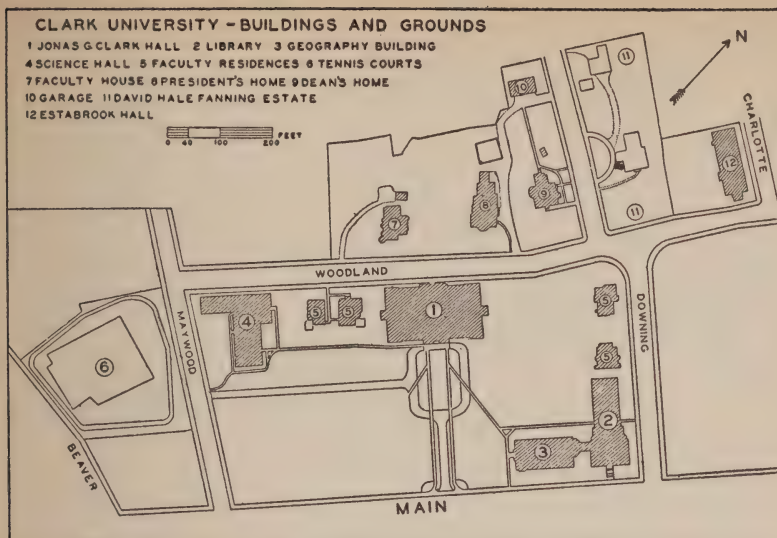 CLARK UNIVERSITY - BUILDINGS AND GROUNDS
1 JONAS G CLARK HALL 2 LIBRARY 3 GEOGRAPHY BUILDING
4 SCIENCE HALL 5 FACULTY RESIDENCES 6 TENNIS COURTS
7 FACULTY HOUSE 8 PRESIDENT'S HOME 9 DEAN'S HOME
10 GARAGE 11 DAVID HALE FANNING ESTATE
12 ESTABROOK HALL
FEET
0 40 100 200
N
11
10
CHARLOTTE
12
9
8
7
11
WOODLAND
MAYWOOD
4
5
5
1
5
DOWNING
5
6
2
3
BEAVER
MAIN